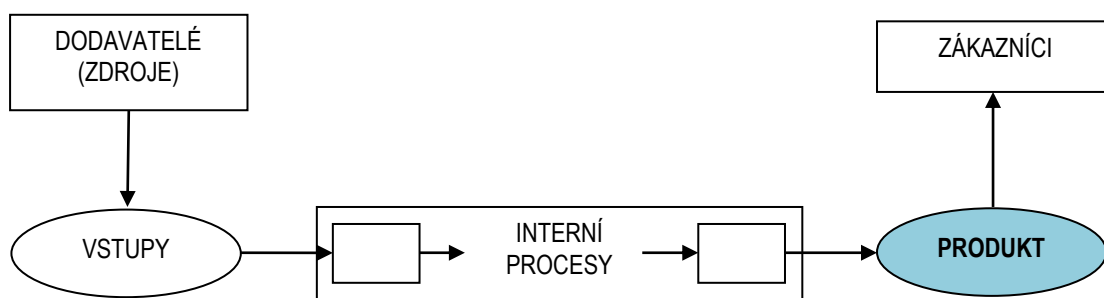 DODAVATELÉ
(ZDROJE)
ZÁKAZNÍCI
VSTUPY
INTERNÍ
PROCESY
PRODUKT